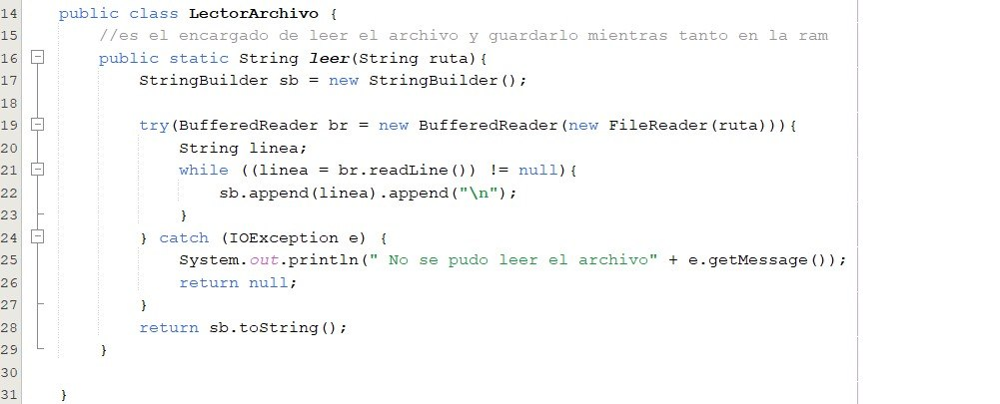 14 public class LectorArchivo {
15 //es el encargado de leer el archivo y guardarlo mientras tanto en la ram
16 public static String leer(String ruta){
17 StringBuilder sb = new StringBuilder();
18
19 try(BufferedReader br = new BufferedReader(new FileReader(ruta))){
20 String linea;
21 while ((linea = br.readLine()) != null){
22 sb.append(linea).append("\n");
23 }
24 } catch (IOException e) {
25 System.out.println(" No se pudo leer el archivo" + e.getMessage());
26 return null;
27 }
28 return sb.toString();
29 }
30
31 }